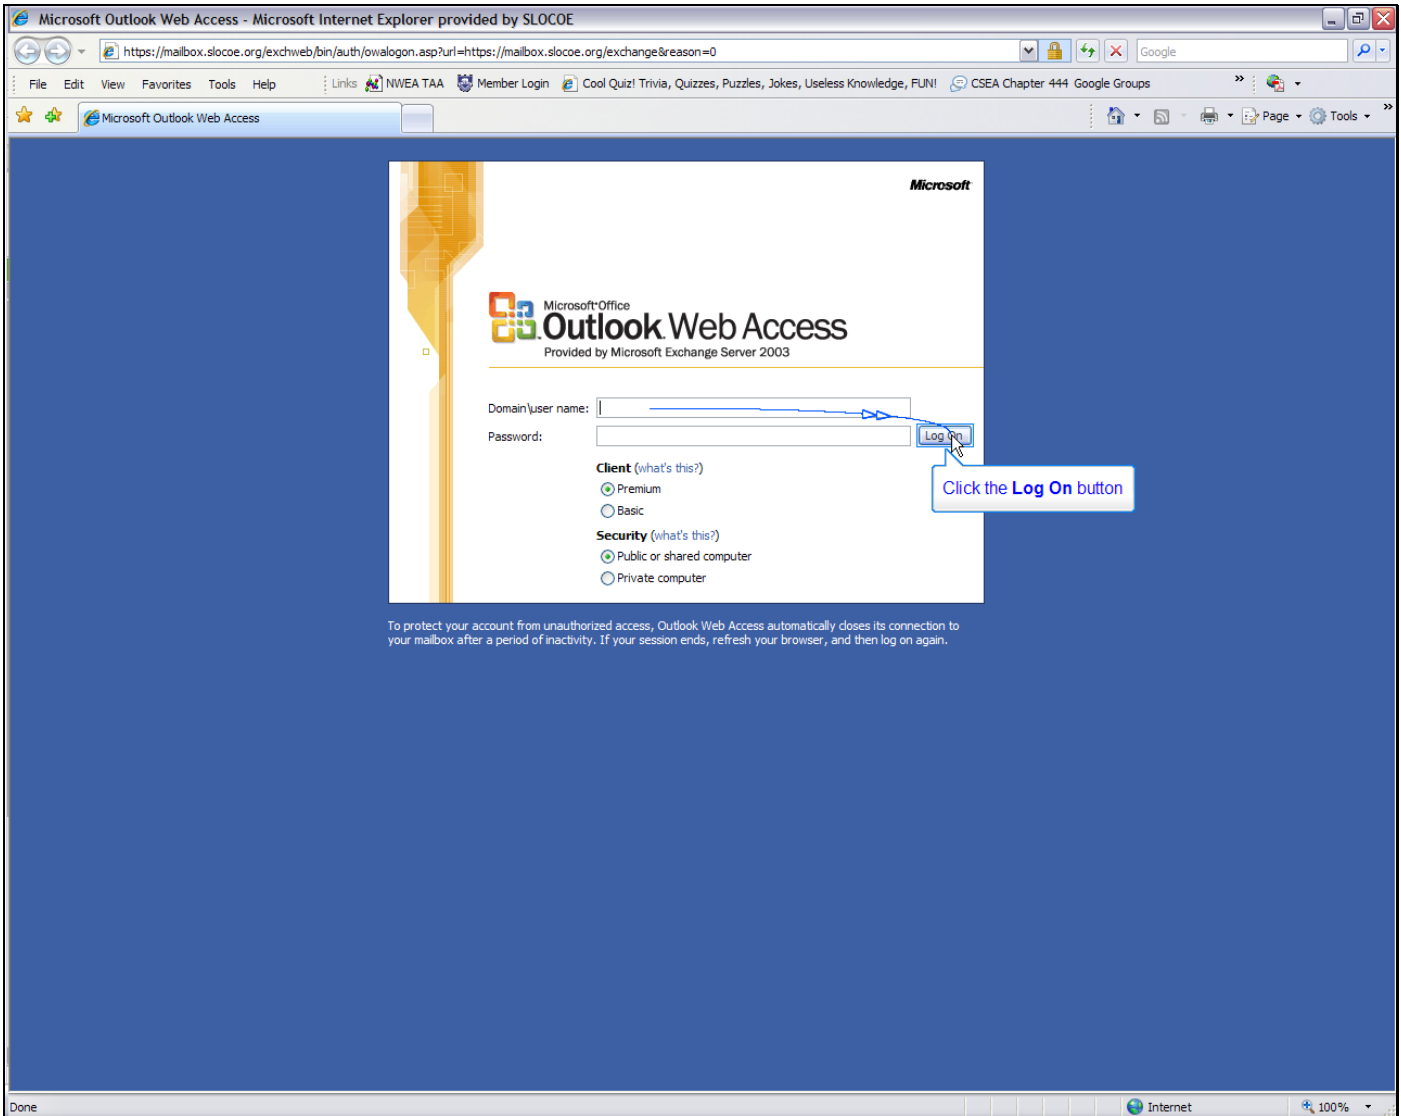 Microsoft Outlook Web Access - Microsoft Internet Explorer provided by SLOCOE
https://mailbox.slocoe.org/exchweb/bin/auth/owalogon.asp?url=https://mailbox.slocoe.org/exchange&reason=0
Google
File Edit View Favorites Tools Help Links NWEA TAA Member Login Cool Quiz! Trivia, Quizzes, Puzzles, Jokes, Useless Knowledge, FUN! CSEA Chapter 444 Google Groups »
Microsoft Outlook Web Access Page Tools »
Microsoft
Microsoft Office
Outlook Web Access
Provided by Microsoft Exchange Server 2003
Domain\user name:
Password: Log On
Client (what's this?)
Premium
Click the Log On button
Basic
Security (what's this?)
Public or shared computer
Private computer
To protect your account from unauthorized access, Outlook Web Access automatically closes its connection to
your mailbox after a period of inactivity. If your session ends, refresh your browser, and then log on again.
Done Internet 100%